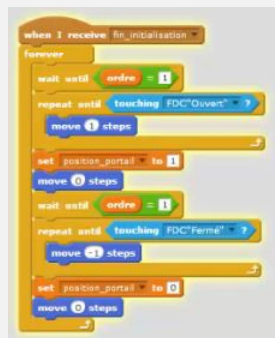 when I receive fin_initialisation
forever
wait until ordre = 1
repeat until touching FDC"Ouvert" ?
move 1 steps
set position_portail to 1
move 0 steps
wait until ordre = 1
repeat until touching FDC"Fermé" ?
move -1 steps
set position_portail to 0
move 0 steps